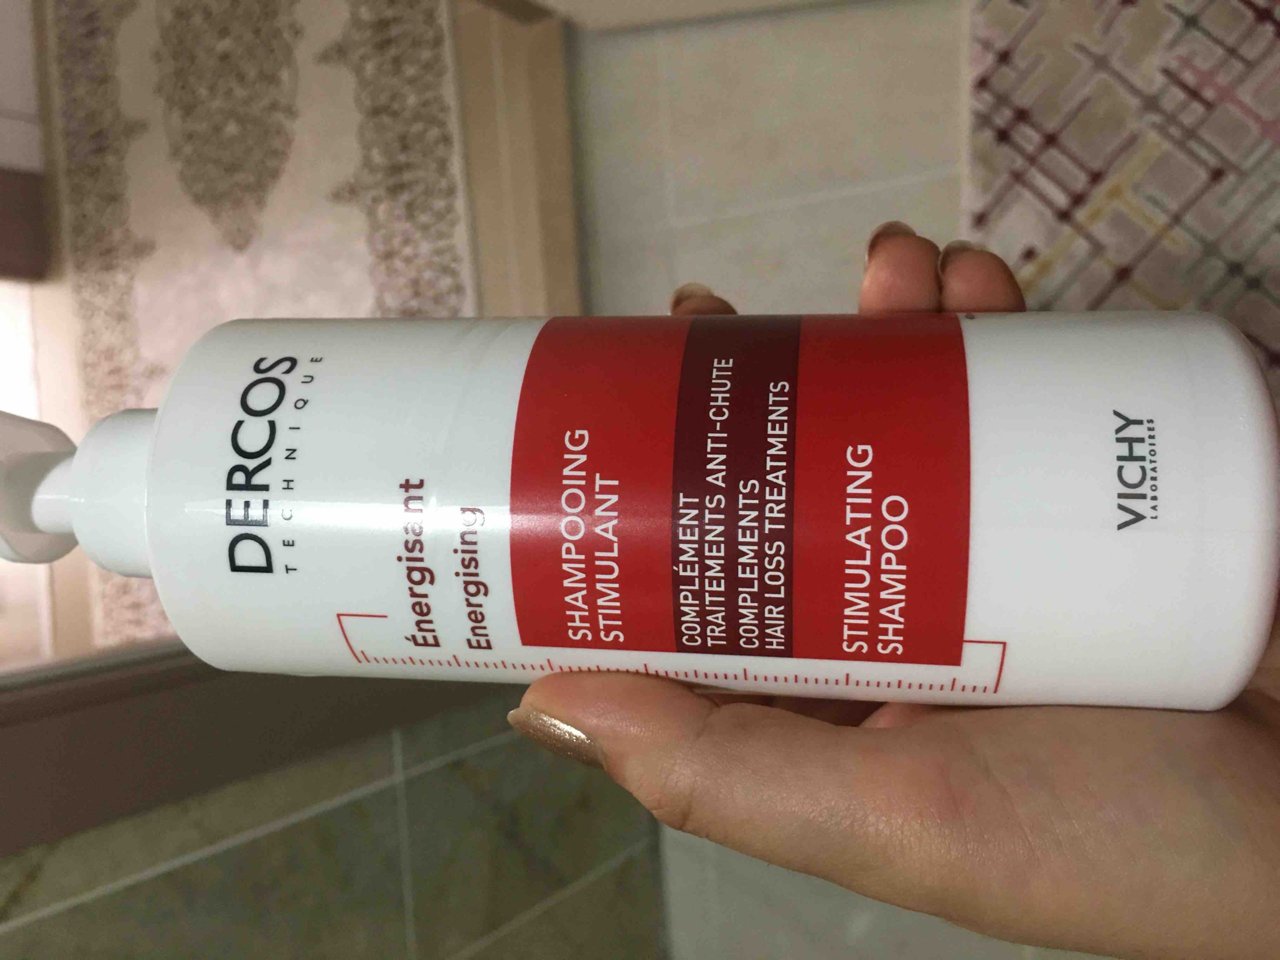 DERCOS
TECHNIQUE
Énergisant
Energising
SHAMPOOING
STIMULANT
COMPLÉMENT
TRAITEMENTS ANTI-CHUTE
COMPLEMENTS
HAIR LOSS TREATMENTS
STIMULATING
SHAMPOO
VICHY
LABORATOIRES